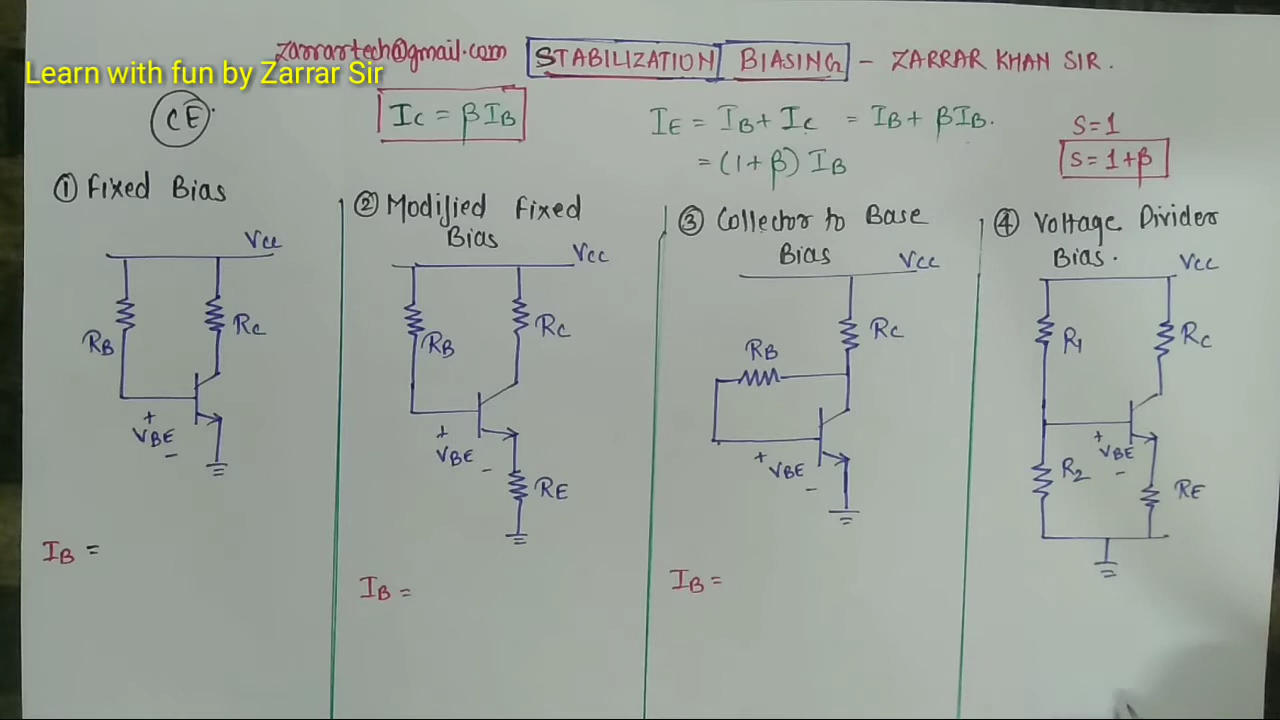 zarrartech@gmail.com STABILIZATION BIASING - ZARRAR KHAN SIR.
Learn with fun by Zarrar Sir
CE
IC = βIB
IE = IB + IC = IB + βIB.
= (1+β) IB
S=1
S=1+β
① Fixed Bias
VCC
RB
RC
+
VBE
-
IB =
② Modified Fixed
Bias
VCC
RB
RC
+
VBE
-
RE
IB =
③ Collector to Base
Bias
VCC
RC
RB
+
VBE
-
IB =
④ Voltage Divider
Bias.
VCC
R1
RC
+
VBE
-
R2
RE